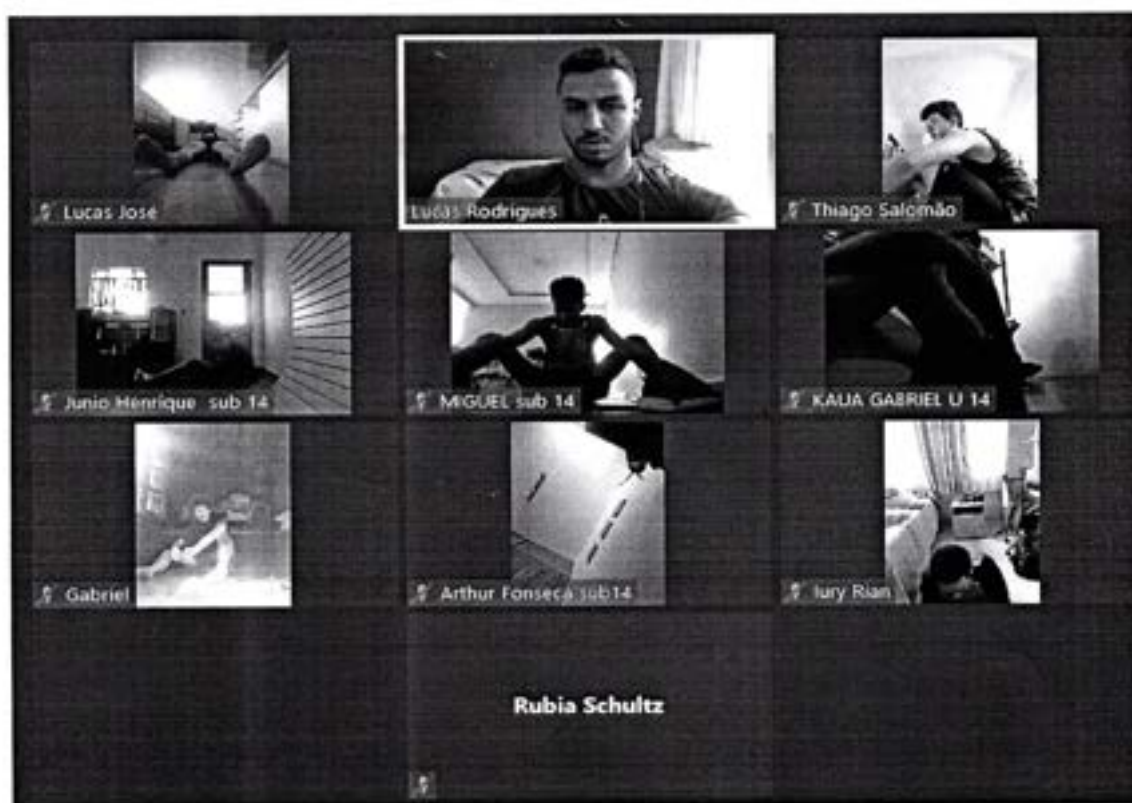 Lucas José
Lucas Rodrigues
Thiago Salomão
Junio Henrique sub 14
MIGUEL sub 14
KAUA GABRIEL U 14
Gabriel
Arthur Fonseca sub14
Iury Rian
Rubia Schultz